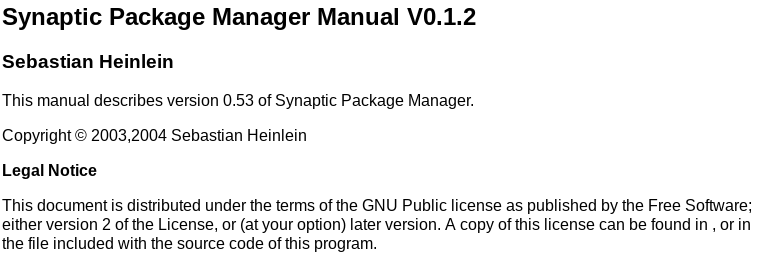 Synaptic Package Manager Manual V0.1.2
Sebastian Heinlein
This manual describes version 0.53 of Synaptic Package Manager.
Copyright © 2003,2004 Sebastian Heinlein
Legal Notice
This document is distributed under the terms of the GNU Public license as published by the Free Software;
either version 2 of the License, or (at your option) later version. A copy of this license can be found in , or in
the file included with the source code of this program.